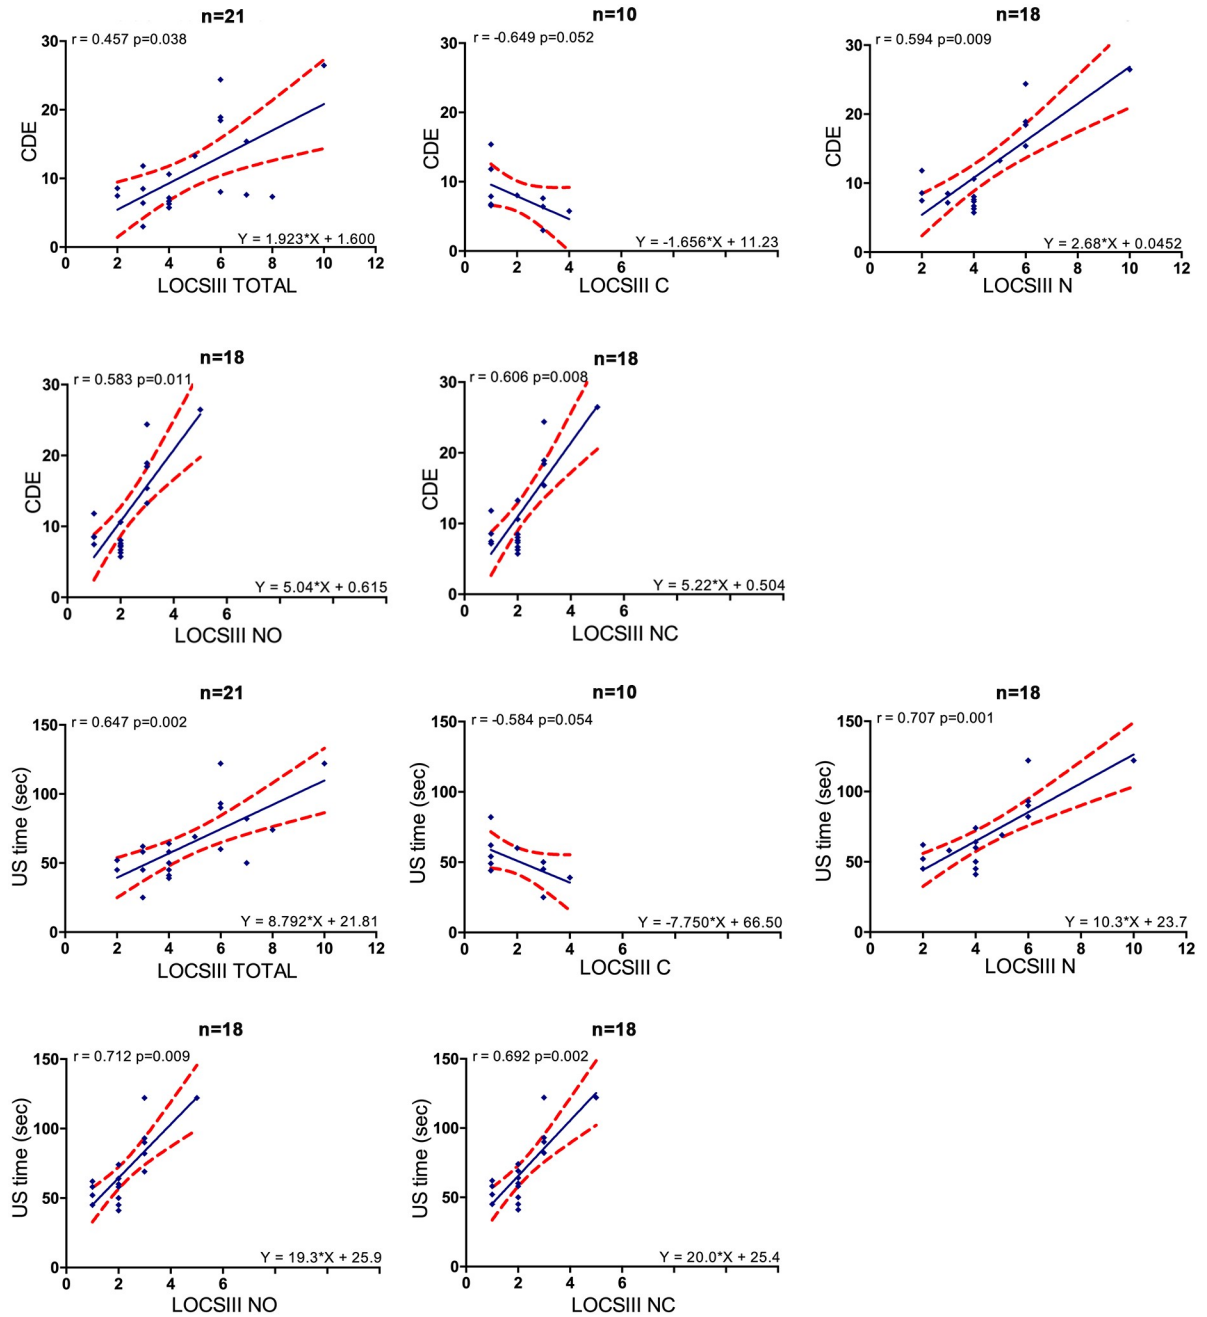 n=21
r = 0.457 p=0.038
30
20
10
0
CDE
Y = 1.923*X + 1.600
0 2 4 6 8 10 12
LOCSIII TOTAL
n=10
r = -0.649 p=0.052
30
20
10
0
CDE
Y = -1.656*X + 11.23
0 2 4 6
LOCSIII C
n=18
r = 0.594 p=0.009
30
20
10
0
CDE
Y = 2.68*X + 0.0452
0 2 4 6 8 10 12
LOCSIII N
n=18
r = 0.583 p=0.011
30
20
10
0
CDE
Y = 5.04*X + 0.615
0 2 4 6
LOCSIII NO
n=18
r = 0.606 p=0.008
30
20
10
0
CDE
Y = 5.22*X + 0.504
0 2 4 6
LOCSIII NC
n=21
r = 0.647 p=0.002
150
100
50
0
US time (sec)
Y = 8.792*X + 21.81
0 2 4 6 8 10 12
LOCSIII TOTAL
n=10
r = -0.584 p=0.054
150
100
50
0
US time (sec)
Y = -7.750*X + 66.50
0 2 4 6
LOCSIII C
n=18
r = 0.707 p=0.001
150
100
50
0
US time (sec)
Y = 10.3*X + 23.7
0 2 4 6 8 10 12
LOCSIII N
n=18
r = 0.712 p=0.009
150
100
50
0
US time (sec)
Y = 19.3*X + 25.9
0 2 4 6
LOCSIII NO
n=18
r = 0.692 p=0.002
150
100
50
0
US time (sec)
Y = 20.0*X + 25.4
0 2 4 6
LOCSIII NC